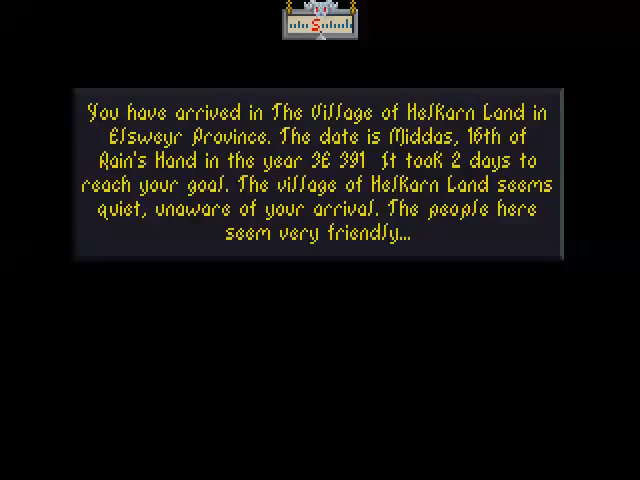 S
You have arrived in The Village of Helkarn Land in
Elsweyr Province. The date is Middas, 16th of
Rain's Hand in the year 3E 391 It took 2 days to
reach your goal. The village of Helkarn Land seems
quiet, unaware of your arrival. The people here
seem very friendly...